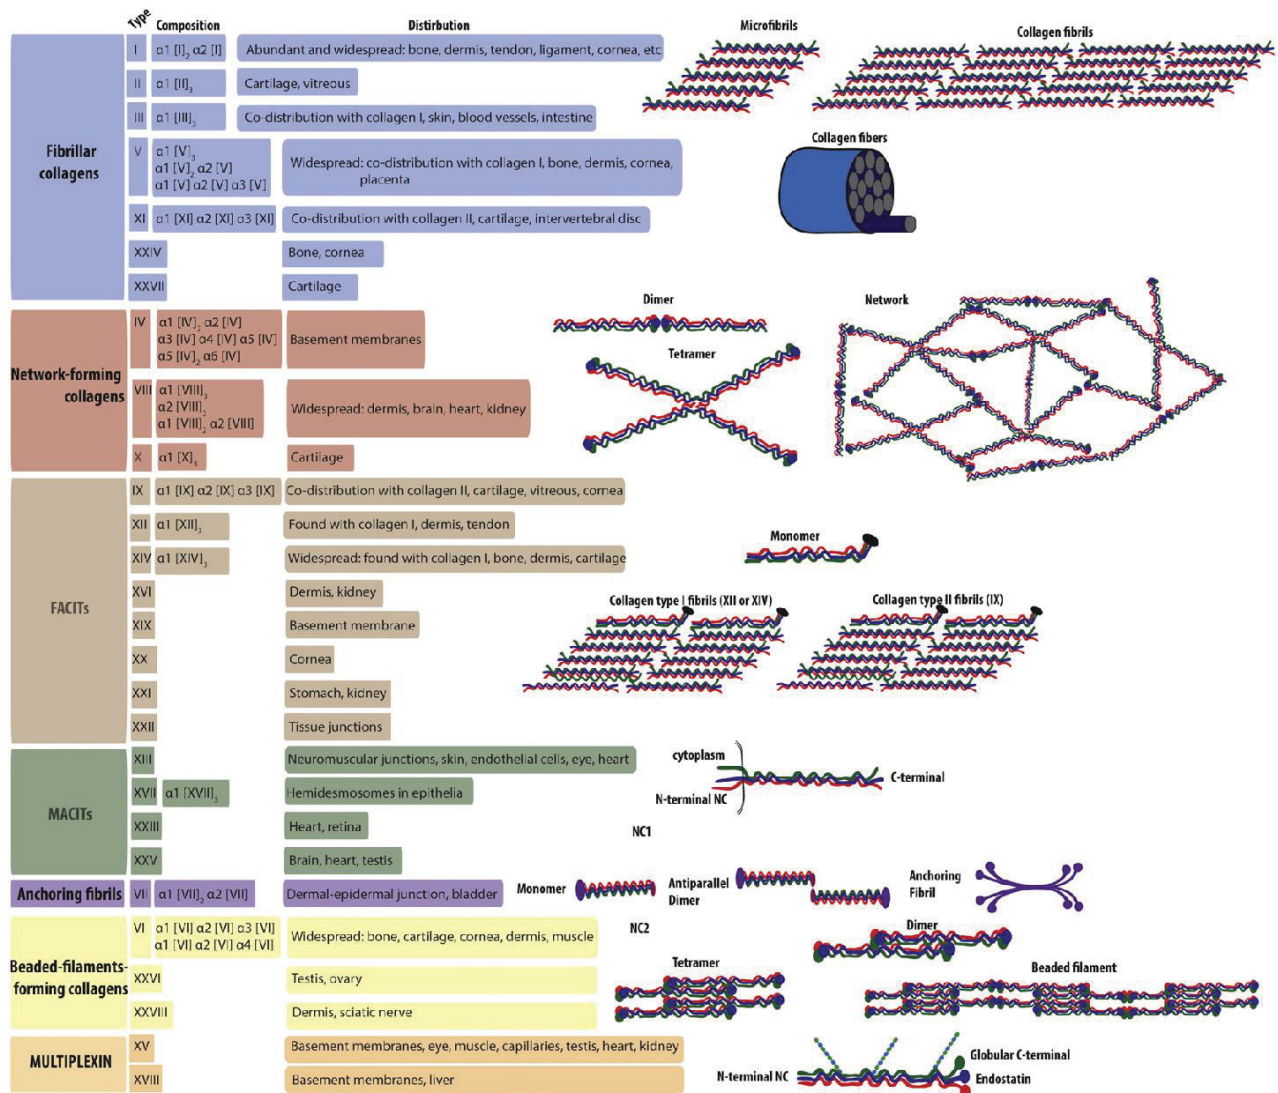 Type Composition Distirbution
Fibrillar collagens
I α1 [I]₂ α2 [I] Abundant and widespread: bone, dermis, tendon, ligament, cornea, etc
II α1 [II]₃ Cartilage, vitreous
III α1 [III]₃ Co-distribution with collagen I, skin, blood vessels, intestine
V α1 [V]₃
α1 [V]₂ α2 [V]
α1 [V] α2 [V] α3 [V]
Widespread: co-distribution with collagen I, bone, dermis, cornea,
placenta
XI α1 [XI] α2 [XI] α3 [XI] Co-distribution with collagen II, cartilage, intervertebral disc
XXIV Bone, cornea
XXVII Cartilage
Microfibrils
Collagen fibrils
Collagen fibers
Network-forming
collagens
IV α1 [IV]₃ α2 [IV]
α3 [IV] α4 [IV] α5 [IV]
α5 [IV]₂ α6 [IV]
Basement membranes
VIII α1 [VIII]₃
α2 [VIII]₃
α1 [VIII]₂ α2 [VIII]
Widespread: dermis, brain, heart, kidney
X α1 [X]₃ Cartilage
Dimer
Tetramer
Network
FACITs
IX α1 [IX] α2 [IX] α3 [IX] Co-distribution with collagen II, cartilage, vitreous, cornea
XII α1 [XII]₃ Found with collagen I, dermis, tendon
XIV α1 [XIV]₃ Widespread: found with collagen I, bone, dermis, cartilage
XVI Dermis, kidney
XIX Basement membrane
XX Cornea
XXI Stomach, kidney
XXII Tissue junctions
Monomer
Collagen type I fibrils (XII or XIV)
Collagen type II fibrils (IX)
MACITs
XIII Neuromuscular junctions, skin, endothelial cells, eye, heart
XVII α1 [XVII]₃ Hemidesmosomes in epithelia
XXIII Heart, retina
XXV Brain, heart, testis
cytoplasm
C-terminal
N-terminal NC
NC1
Anchoring fibrils
VII α1 [VII]₂ α2 [VII] Dermal-epidermal junction, bladder
Monomer
Antiparallel
Dimer
Anchoring
Fibril
NC2
Beaded-filaments-
forming collagens
VI α1 [VI] α2 [VI] α3 [VI]
α1 [VI] α2 [VI] α4 [VI]
Widespread: bone, cartilage, cornea, dermis, muscle
XXVI Testis, ovary
XXVIII Dermis, sciatic nerve
Dimer
Tetramer
Beaded filament
MULTIPLEXIN
XV Basement membranes, eye, muscle, capillaries, testis, heart, kidney
XVIII Basement membranes, liver
N-terminal NC
Globular C-terminal
Endostatin